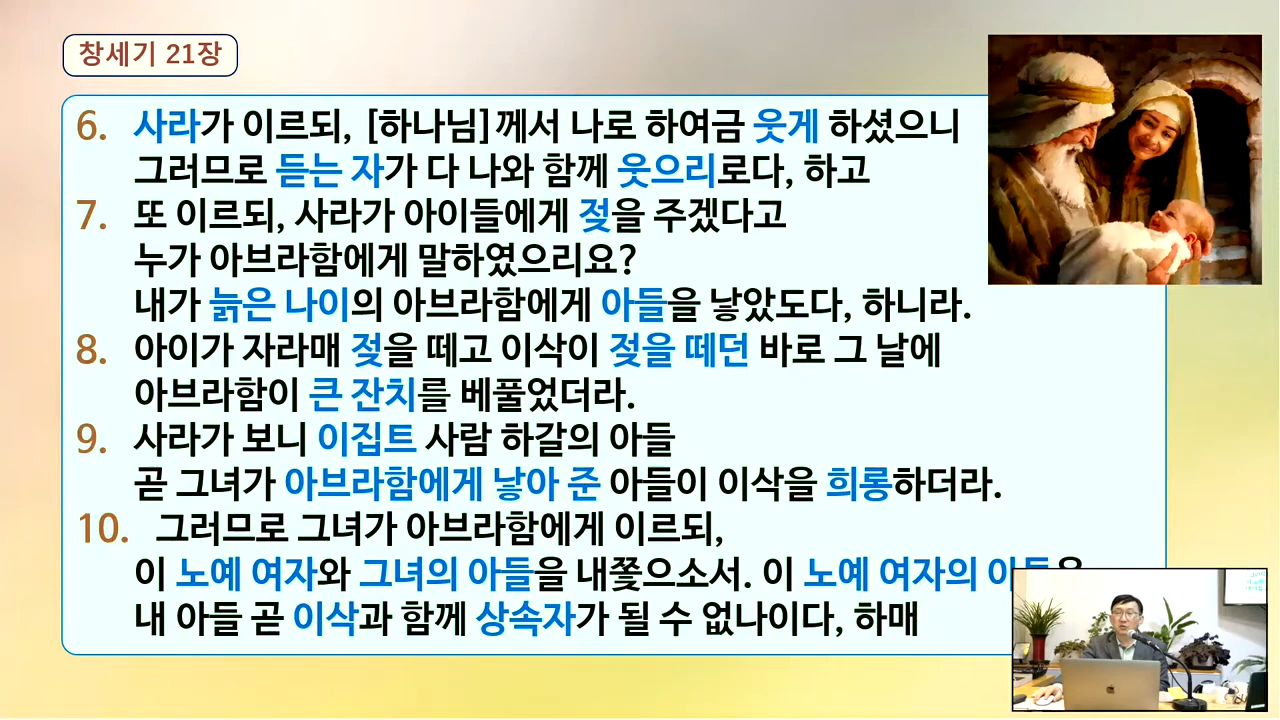 창세기 21장
6. 사라가 이르되, [하나님]께서 나로 하여금 웃게 하셨으니
그러므로 듣는 자가 다 나와 함께 웃으리로다, 하고
7. 또 이르되, 사라가 아이들에게 젖을 주겠다고
누가 아브라함에게 말하였으리요?
내가 늙은 나이의 아브라함에게 아들을 낳았도다, 하니라.
8. 아이가 자라매 젖을 떼고 이삭이 젖을 떼던 바로 그 날에
아브라함이 큰 잔치를 베풀었더라.
9. 사라가 보니 이집트 사람 하갈의 아들
곧 그녀가 아브라함에게 낳아 준 아들이 이삭을 희롱하더라.
10. 그러므로 그녀가 아브라함에게 이르되,
이 노예 여자와 그녀의 아들을 내쫓으소서. 이 노예 여자의
내 아들 곧 이삭과 함께 상속자가 될 수 없나이다, 하매